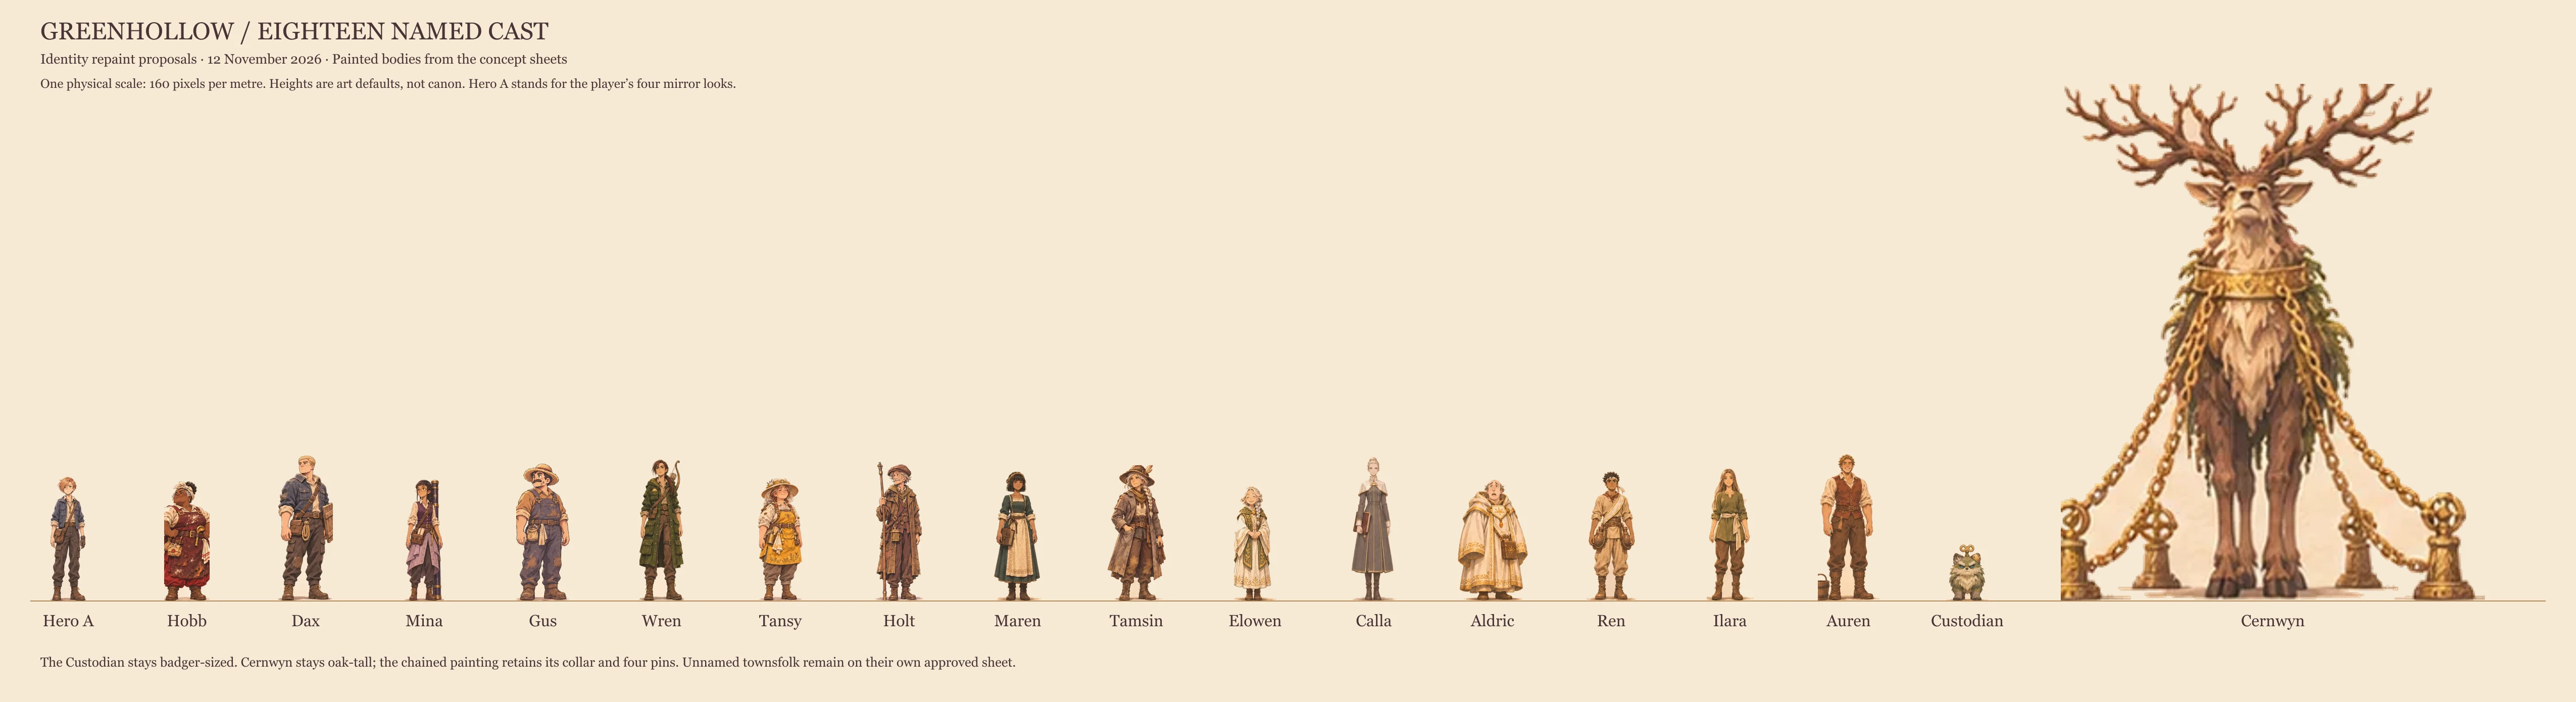 GREENHOLLOW / EIGHTEEN NAMED CAST
Identity repaint proposals · 12 November 2026 · Painted bodies from the concept sheets
One physical scale: 160 pixels per metre. Heights are art defaults, not canon. Hero A stands for the player’s four mirror looks.
Hero A Hobb Dax Mina Gus Wren Tansy Holt Maren Tamsin Elowen Calla Aldric Ren Ilara Auren Custodian Cernwyn
The Custodian stays badger-sized. Cernwyn stays oak-tall; the chained painting retains its collar and four pins. Unnamed townsfolk remain on their own approved sheet.